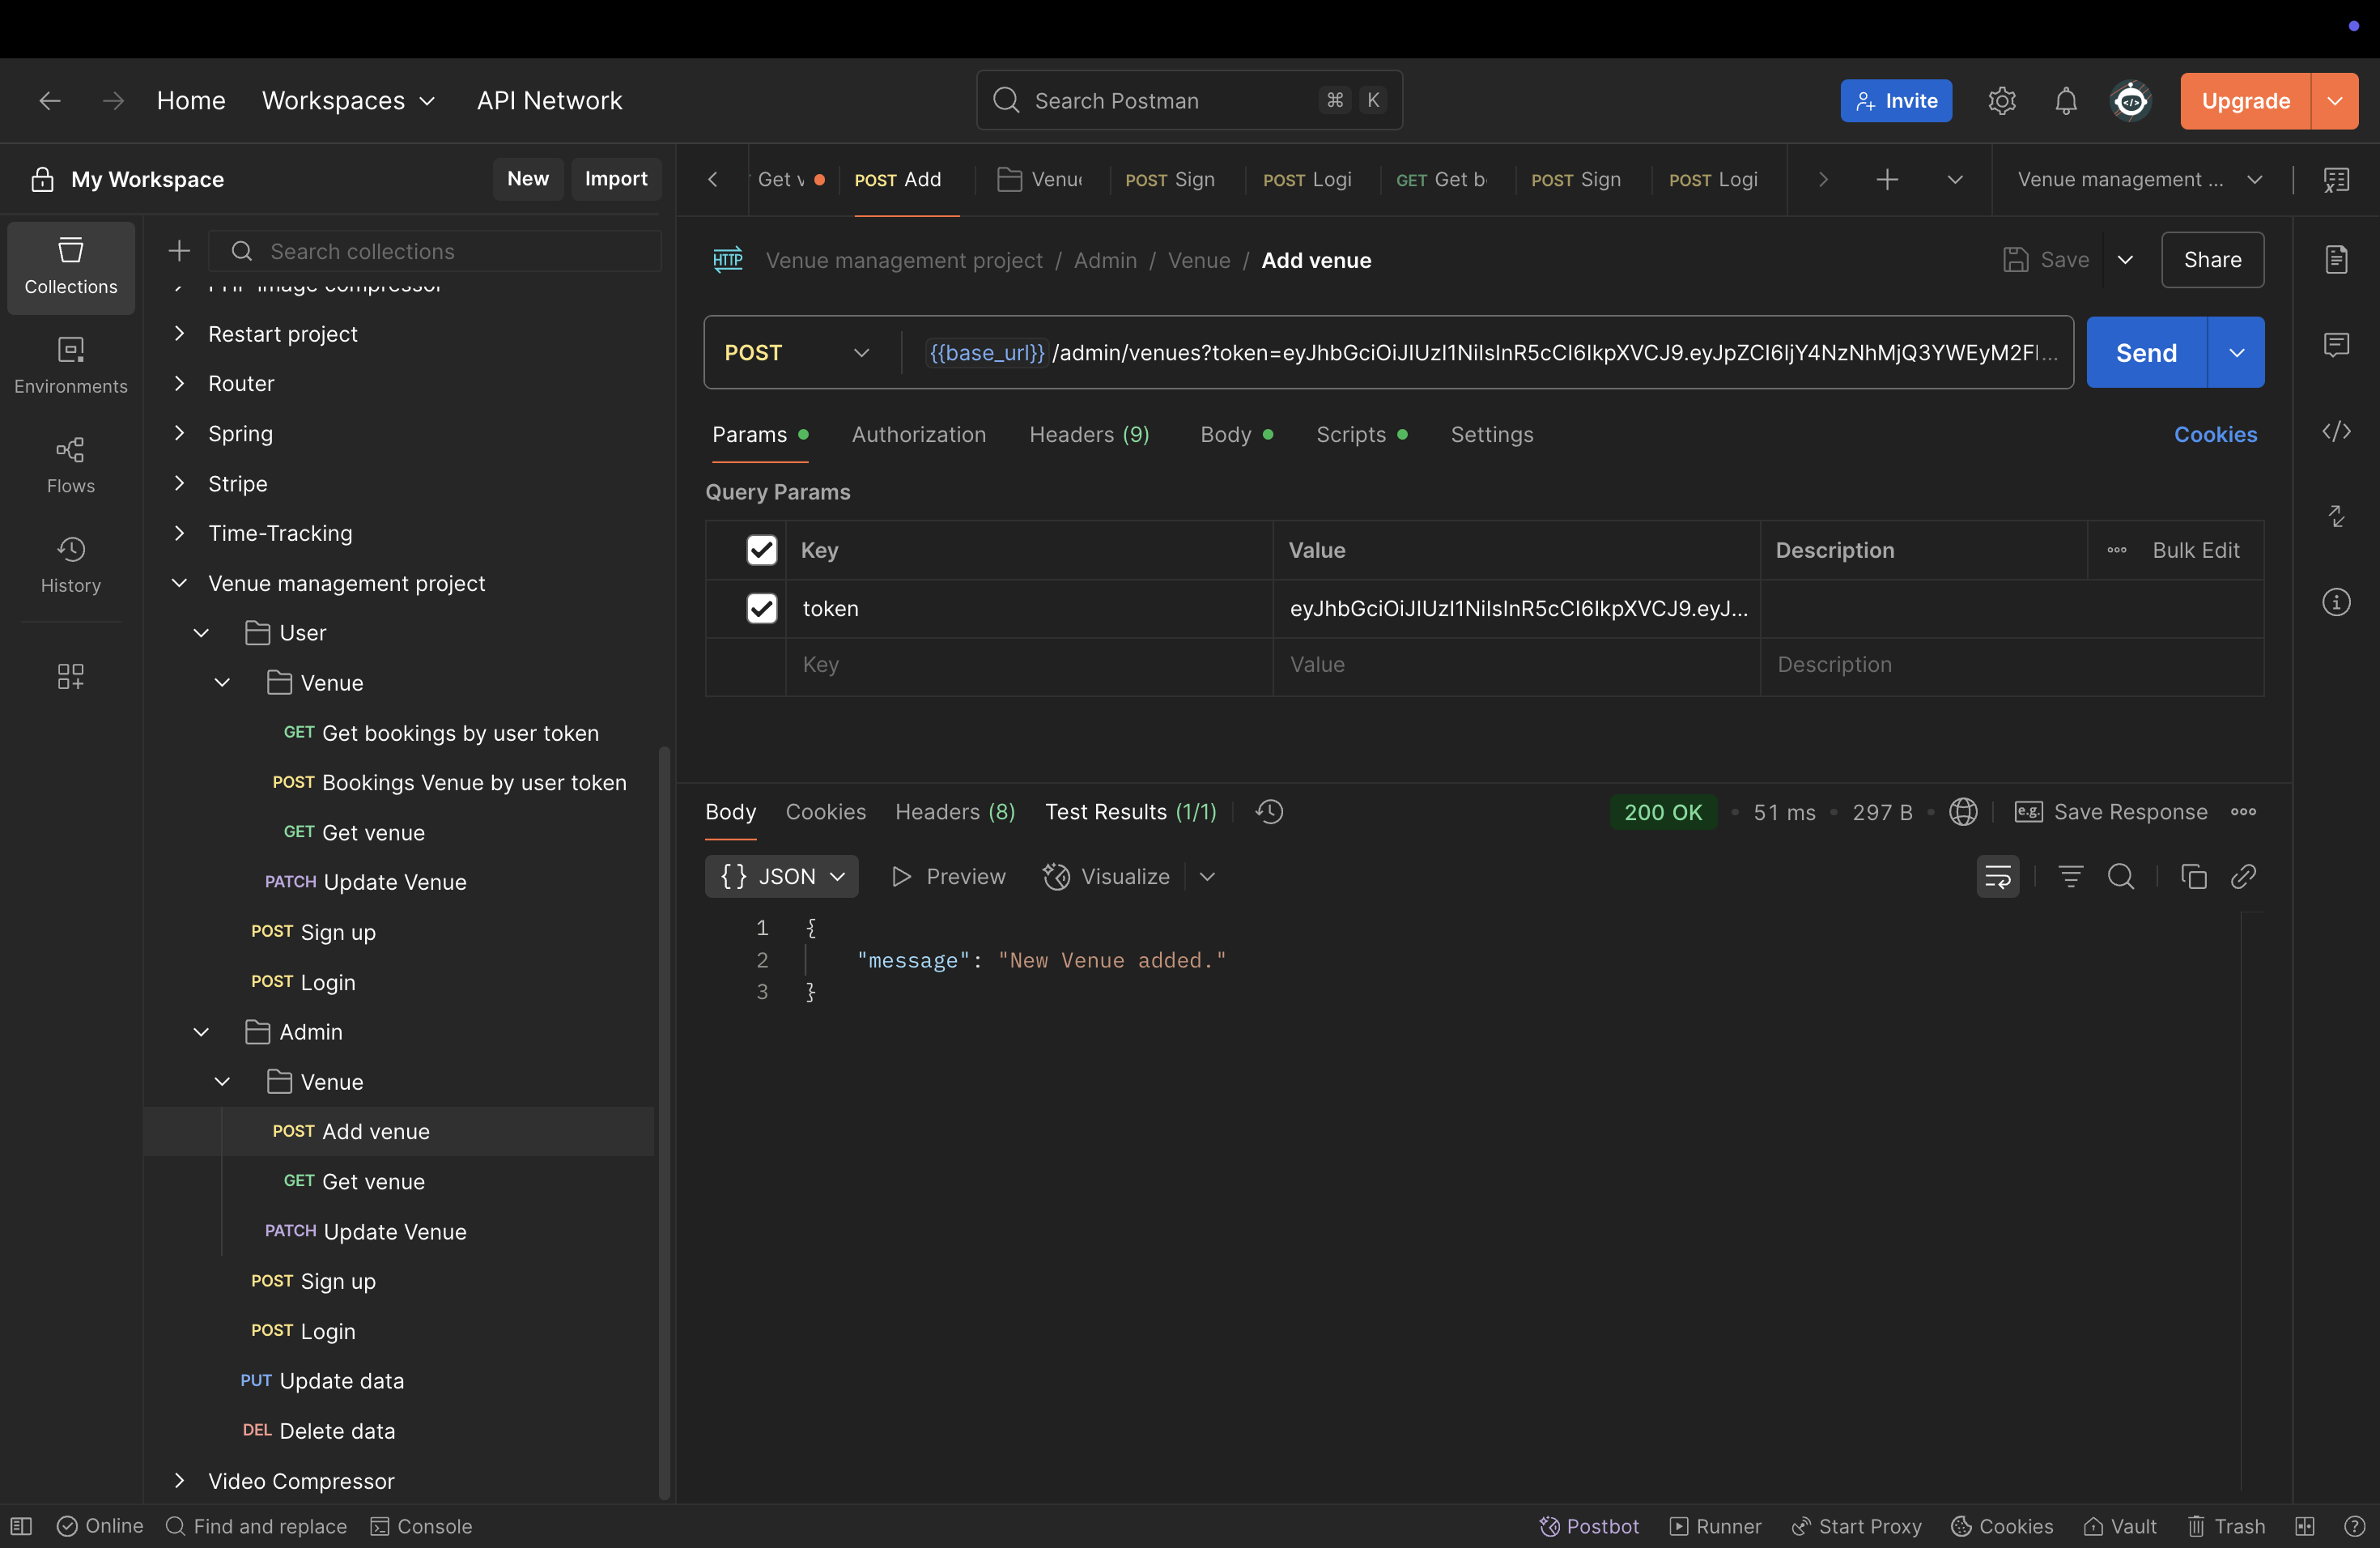 Home
Workspaces
API Network
Search Postman
⌘ K
Invite
Upgrade
My Workspace
New
Import
Get v
POST Add
Venue
POST Sign
POST Logi
GET Get b
POST Sign
POST Logi
Venue management ...
Collections
Environments
Flows
History
Search collections
PHP image compressor
Restart project
Router
Spring
Stripe
Time-Tracking
Venue management project
User
Venue
GET Get bookings by user token
POST Bookings Venue by user token
GET Get venue
PATCH Update Venue
POST Sign up
POST Login
Admin
Venue
POST Add venue
GET Get venue
PATCH Update Venue
POST Sign up
POST Login
PUT Update data
DEL Delete data
Video Compressor
HTTP Venue management project / Admin / Venue / Add venue
Save
Share
POST
{{base_url}} /admin/venues?token=eyJhbGciOiJIUzI1NiIsInR5cCI6IkpXVCJ9.eyJpZCI6IjY4NzNhMjQ3YWEyM2Fl...
Send
Params
Authorization
Headers (9)
Body
Scripts
Settings
Cookies
Query Params
Key Value Description Bulk Edit
token eyJhbGciOiJIUzI1NiIsInR5cCI6IkpXVCJ9.eyJ...
Key Value Description
Body
Cookies
Headers (8)
Test Results (1/1)
200 OK • 51 ms • 297 B
e.g. Save Response
{} JSON
Preview
Visualize
1 {
2 "message": "New Venue added."
3 }
Online
Find and replace
Console
Postbot
Runner
Start Proxy
Cookies
Vault
Trash